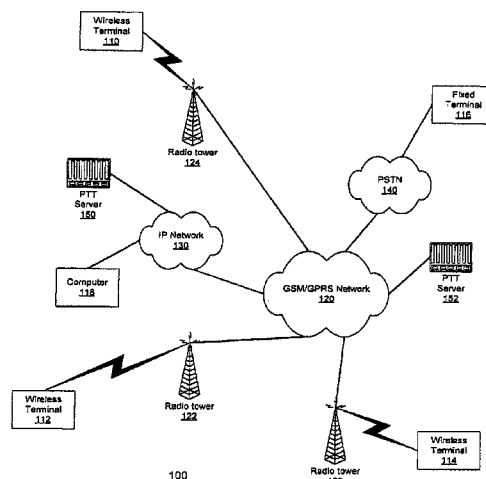 Wireless
Terminal
110
Radio tower
124
Fixed
Terminal
116
PSTN
140
PTT
Server
150
IP Network
130
Computer
118
GSM/GPRS Network
120
PTT
Server
152
Wireless
Terminal
112
Radio tower
122
Wireless
Terminal
114
Radio tower
100